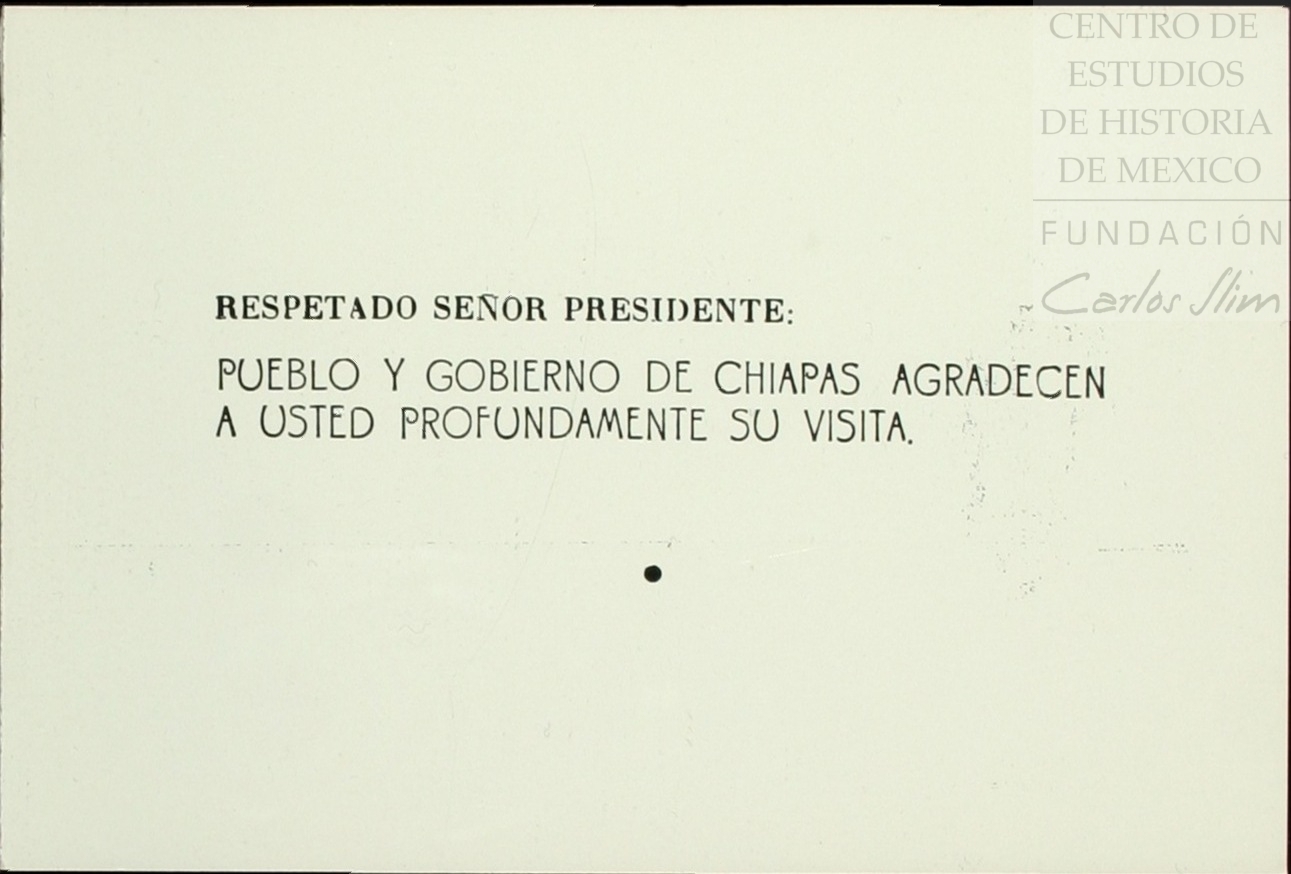 CENTRO DE
ESTUDIOS
DE HISTORIA
DE MEXICO
FUNDACIÓN
Carlos Slim
RESPETADO SEÑOR PRESIDENTE:
PUEBLO Y GOBIERNO DE CHIAPAS AGRADECEN
A USTED PROFUNDAMENTE SU VISITA.